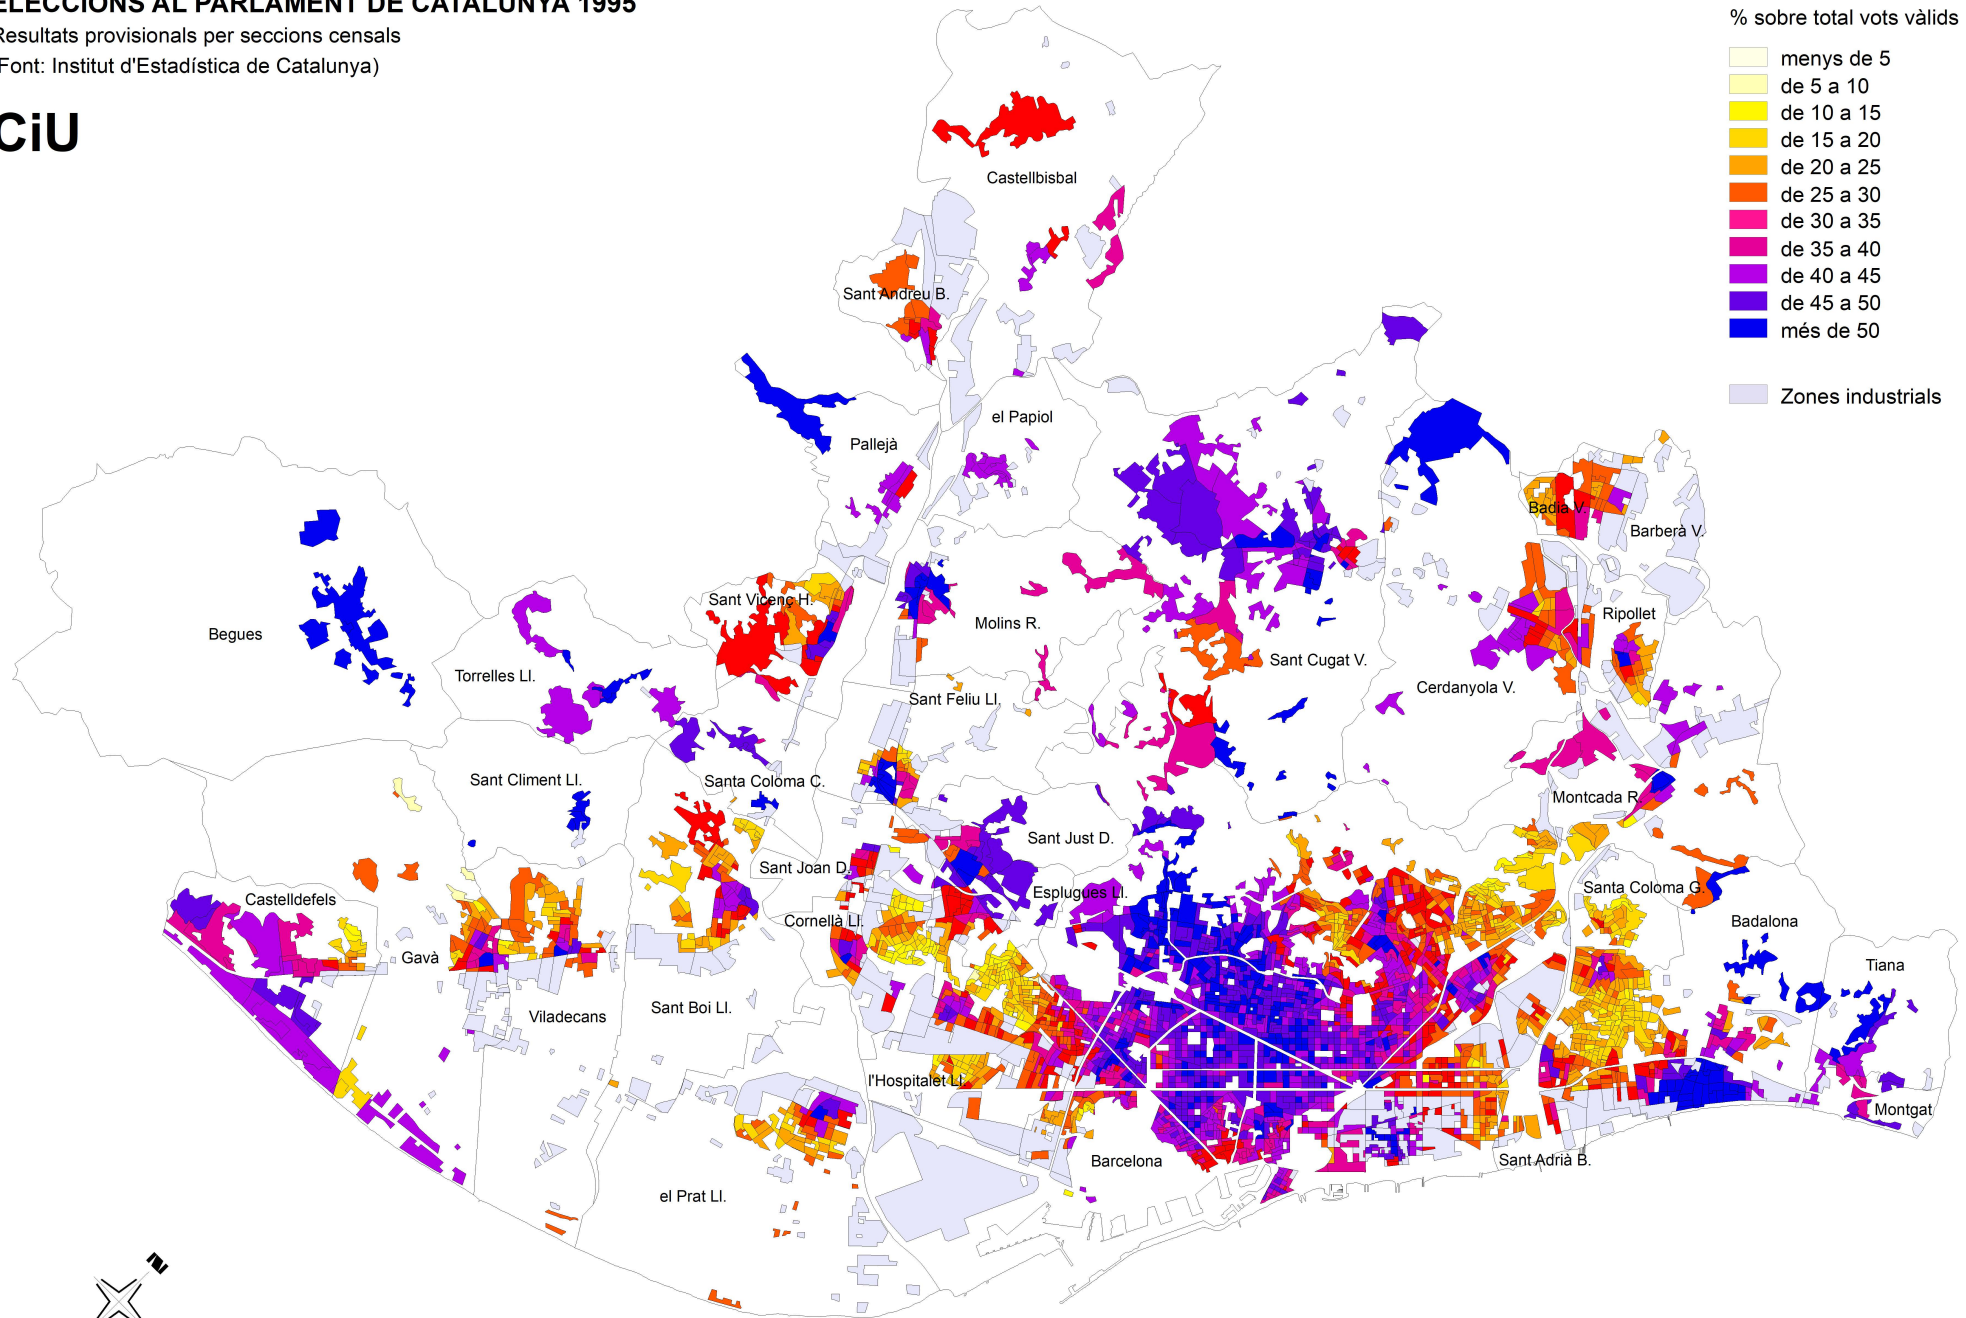 ELECCIONS AL PARLAMENT DE CATALUNYA 1995
Resultats provisionals per seccions censals
(Font: Institut d'Estadística de Catalunya)
CiU
% sobre total vots vàlids
menys de 5
de 5 a 10
de 10 a 15
de 15 a 20
de 20 a 25
de 25 a 30
de 30 a 35
de 35 a 40
de 40 a 45
de 45 a 50
més de 50
Zones industrials
Castellbisbal
Sant Andreu B.
el Papiol
Pallejà
Badia V.
Barberà V.
Sant Vicenç H.
Ripollet
Molins R.
Begues
Sant Cugat V.
Torrelles Ll.
Cerdanyola V.
Sant Feliu Ll.
Sant Climent Ll.
Santa Coloma C.
Montcada R.
Sant Just D.
Sant Joan D.
Santa Coloma G.
Esplugues Ll.
Castelldefels
Cornellà Ll.
Badalona
Gavà
Tiana
Sant Boi Ll.
Viladecans
l'Hospitalet Ll.
Montgat
Barcelona
Sant Adrià B.
el Prat Ll.
N